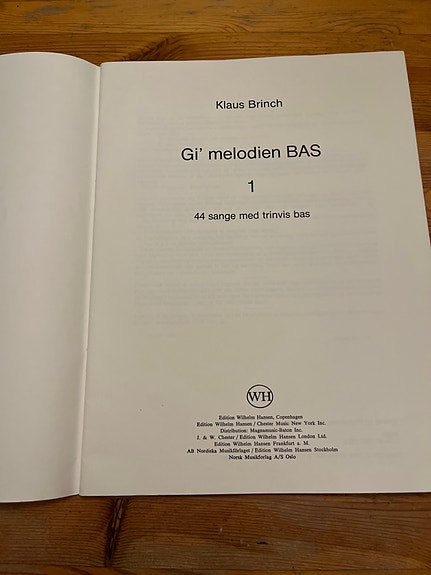 Klaus Brinch
Gi' melodien BAS
1
44 sange med trinvis bas
WH
Edition Wilhelm Hansen, Copenhagen
Edition Wilhelm Hansen / Chester Music New York Inc.
Distribution: Magnamusic-Baton Inc.
J. & W. Chester / Edition Wilhelm Hansen London Ltd.
Edition Wilhelm Hansen Frankfurt a. M.
AB Nordiska Musikförlaget / Edition Wilhelm Hansen Stockholm
Norsk Musikforlag A/S Oslo